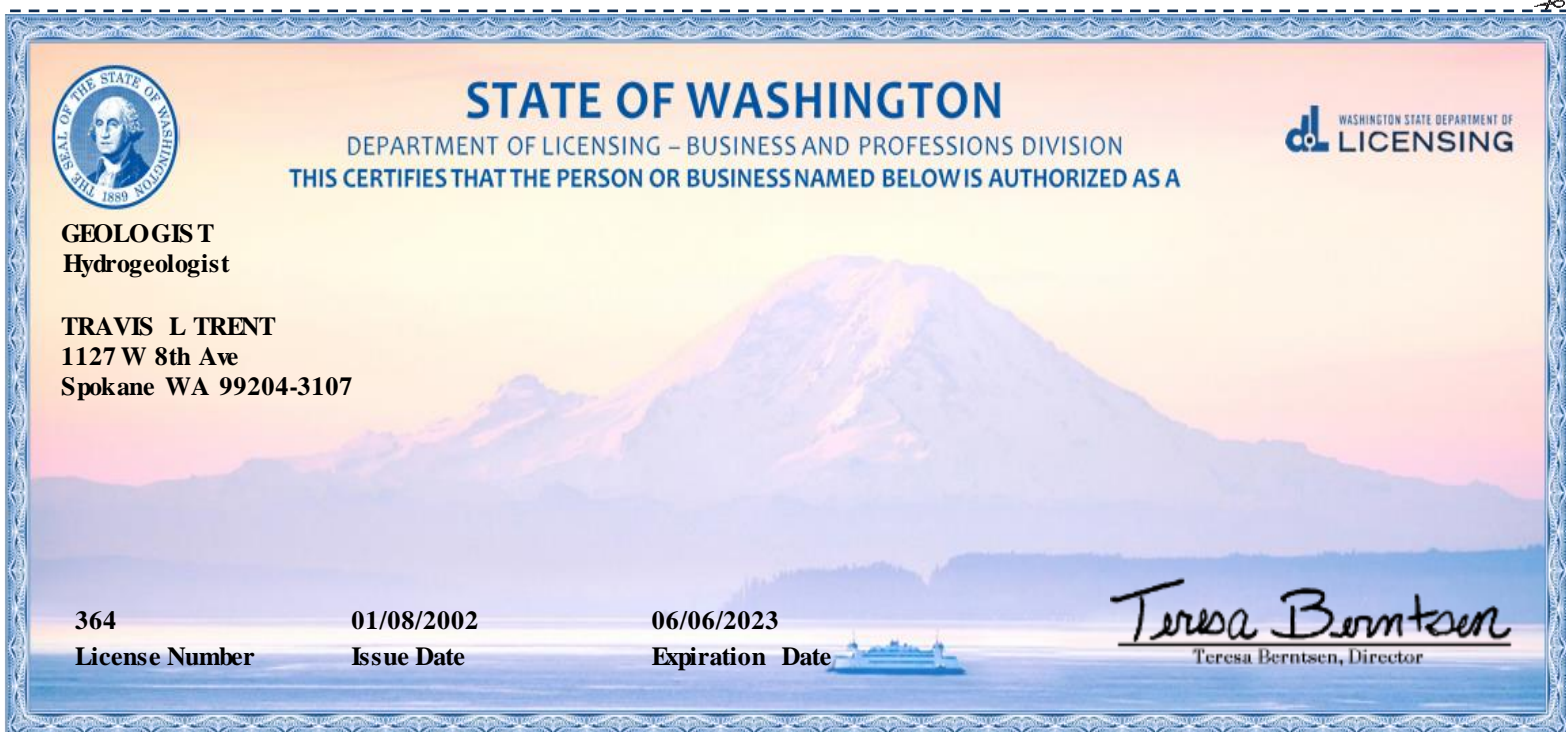 THE SEAL OF THE STATE OF WASHINGTON
1889
STATE OF WASHINGTON
DEPARTMENT OF LICENSING – BUSINESS AND PROFESSIONS DIVISION
THIS CERTIFIES THAT THE PERSON OR BUSINESS NAMED BELOW IS AUTHORIZED AS A
WASHINGTON STATE DEPARTMENT OF
dol LICENSING
GEOLOGIST
Hydrogeologist
TRAVIS L TRENT
1127 W 8th Ave
Spokane WA 99204-3107
364
License Number
01/08/2002
Issue Date
06/06/2023
Expiration Date
Teresa Berntsen
Teresa Berntsen, Director